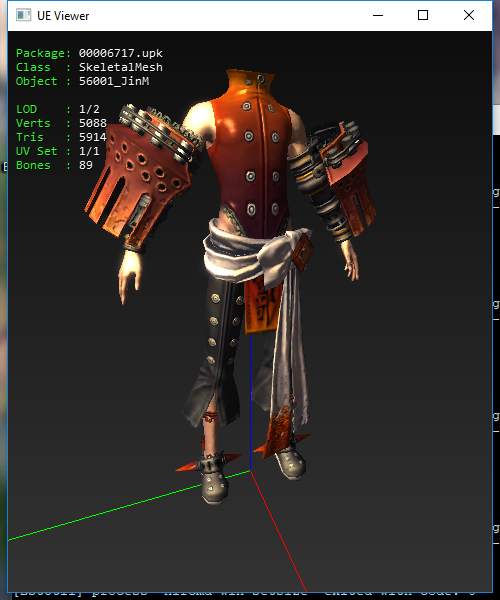 UE Viewer
Package: 00006717.upk
Class : SkeletalMesh
Object : 56001_JinM
LOD : 1/2
Verts : 5088
Tris : 5914
UV Set : 1/1
Bones : 89